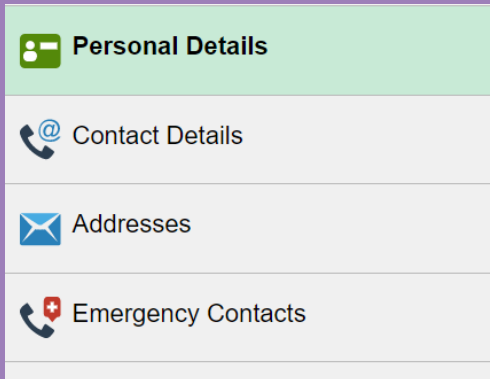 Personal Details
Contact Details
Addresses
Emergency Contacts